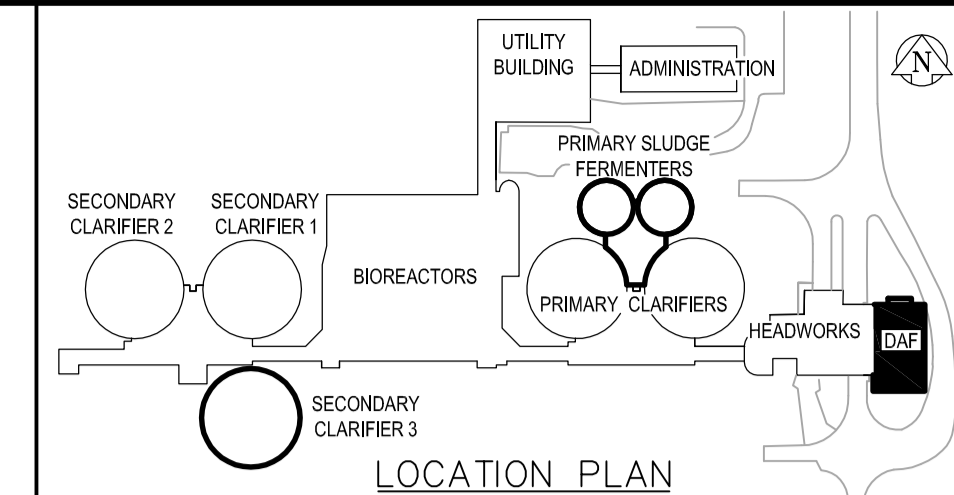 UTILITY
BUILDING
ADMINISTRATION
N
PRIMARY SLUDGE
FERMENTERS
SECONDARY
CLARIFIER 2
SECONDARY
CLARIFIER 1
BIOREACTORS
PRIMARY CLARIFIERS
HEADWORKS
DAF
SECONDARY
CLARIFIER 3
LOCATION PLAN